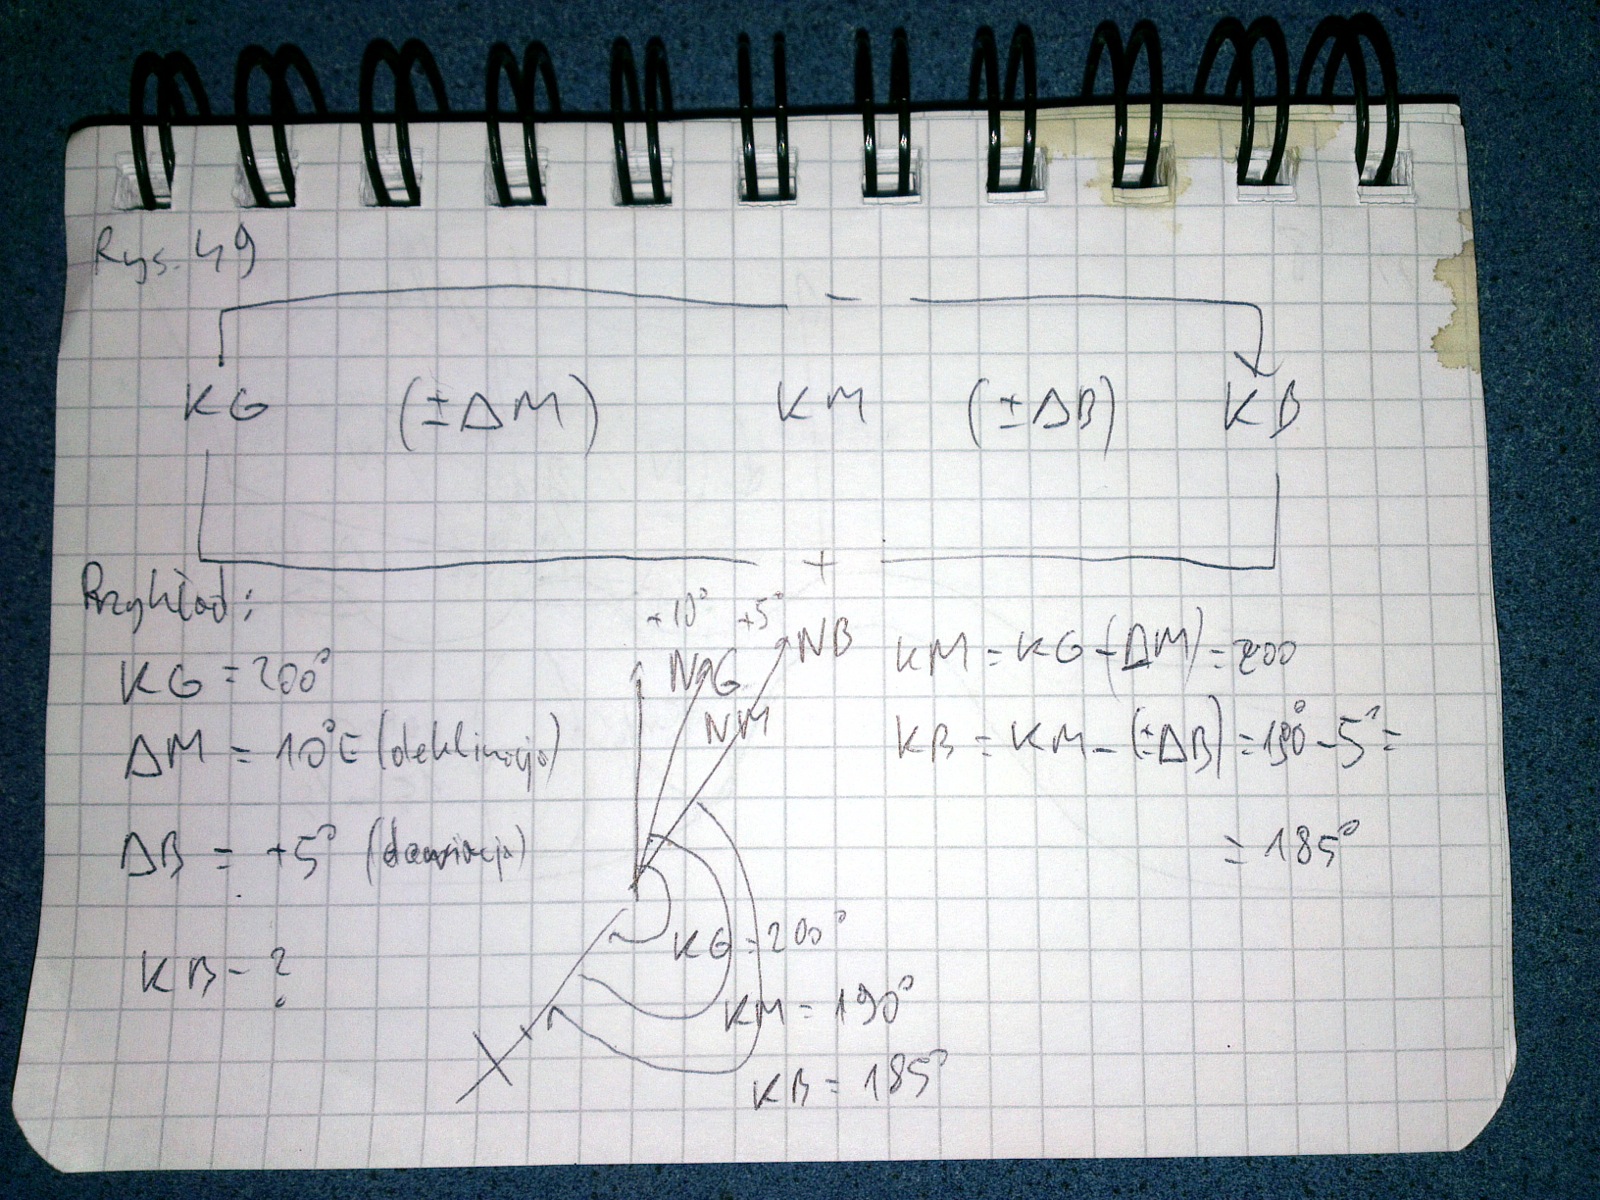 Rys. 49
-
KG (±ΔM) KM (±ΔB) KB
+
Przykład:
+10° +5°
NG NM NB
KG = 200°
ΔM = 10°E (deklinacja)
ΔB = +5° (dewiacja)
KB - ?
KG = 200°
KM = 190°
KB = 185°
KM = KG - (ΔM) = 200
KB = KM - (±ΔB) = 190° - 5° =
= 185°